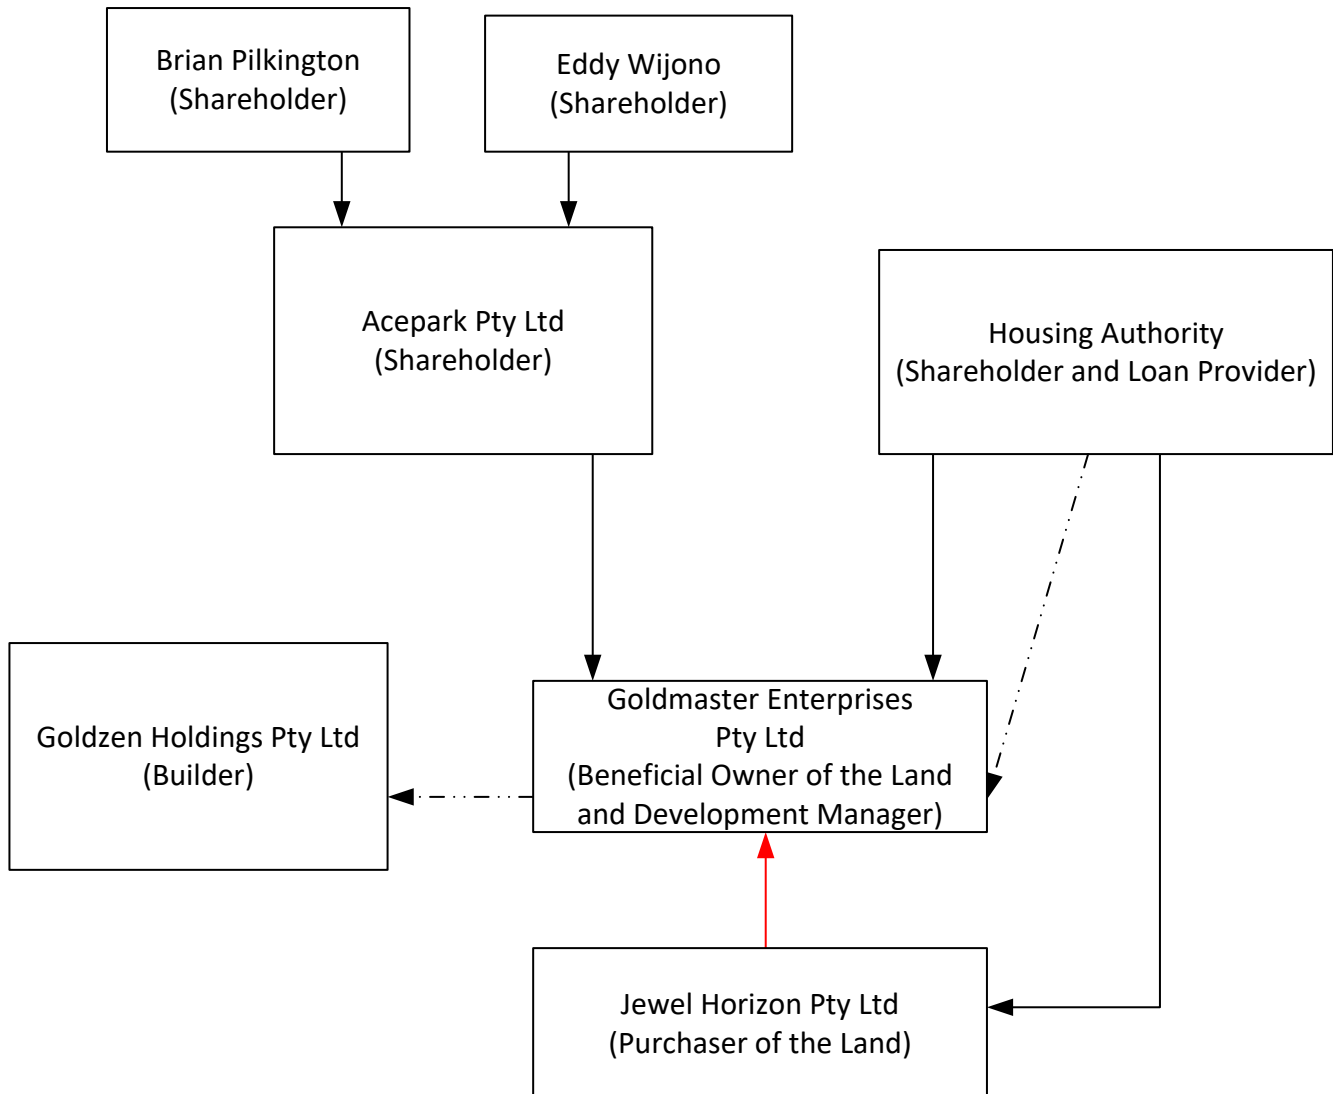 Brian Pilkington
(Shareholder)
Eddy Wijono
(Shareholder)
Acepark Pty Ltd
(Shareholder)
Housing Authority
(Shareholder and Loan Provider)
Goldzen Holdings Pty Ltd
(Builder)
Goldmaster Enterprises
Pty Ltd
(Beneficial Owner of the Land
and Development Manager)
Jewel Horizon Pty Ltd
(Purchaser of the Land)